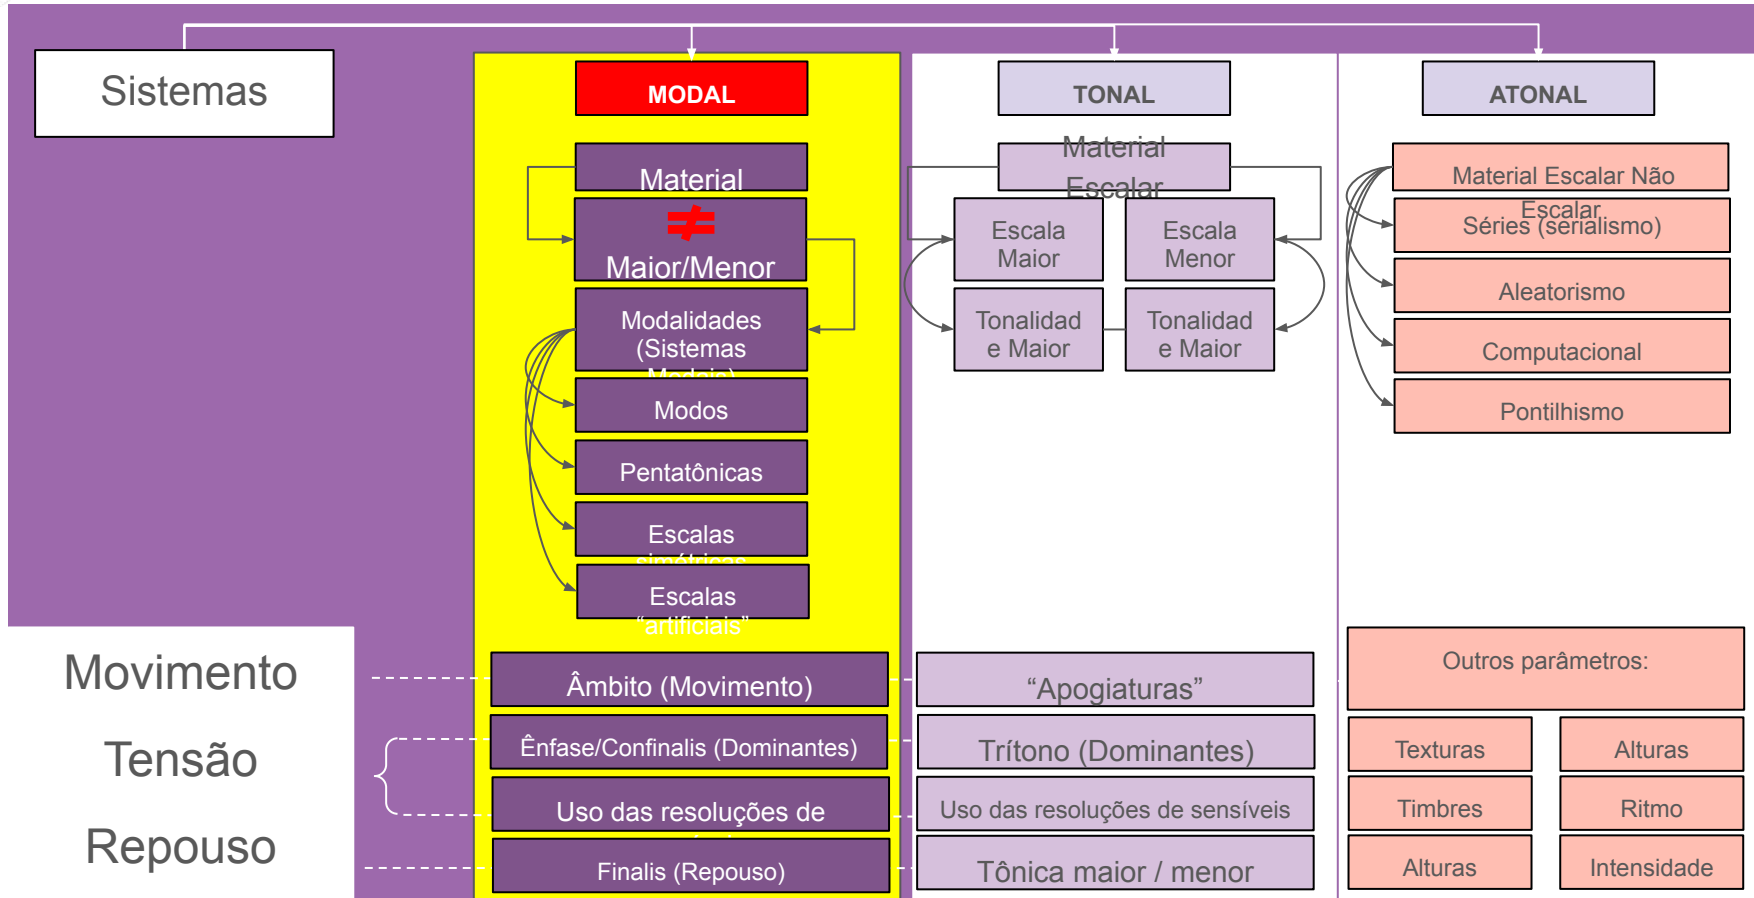 Sistemas
MODAL
Material
≠
Maior/Menor
Modalidades
(Sistemas
Modais)
Modos
Pentatônicas
Escalas
simétricas
Escalas
“artificiais”
TONAL
Material
Escalar
Escala
Maior
Escala
Menor
Tonalidad
e Maior
Tonalidad
e Maior
ATONAL
Material Escalar Não
Escalar
Séries (serialismo)
Aleatorismo
Computacional
Pontilhismo
Movimento
Tensão
Repouso
Âmbito (Movimento)
Ênfase/Confinalis (Dominantes)
Uso das resoluções de
Finalis (Repouso)
“Apogiaturas”
Trítono (Dominantes)
Uso das resoluções de sensíveis
Tônica maior / menor
Outros parâmetros:
Texturas
Alturas
Timbres
Ritmo
Alturas
Intensidade